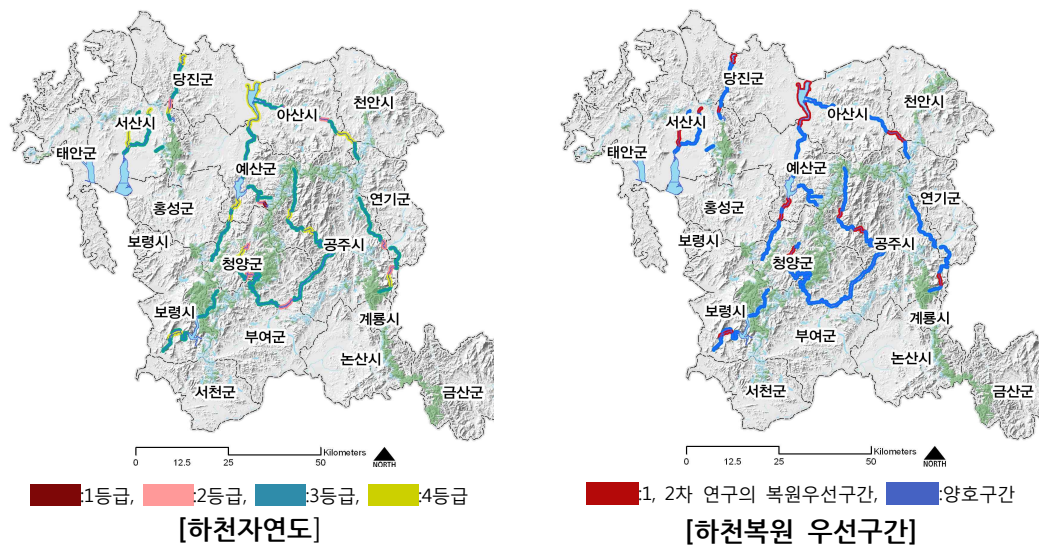 당진군
천안시
아산시
서산시
태안군
예산군
연기군
홍성군
보령시
공주시
청양군
보령시
계룡시
부여군
논산시
서천군
금산군
Kilometers
0 12.5 25 50
NORTH
:1등급, :2등급, :3등급, :4등급
[하천자연도]
당진군
천안시
아산시
서산시
태안군
예산군
연기군
홍성군
보령시
공주시
청양군
보령시
계룡시
부여군
논산시
서천군
금산군
Kilometers
0 12.5 25 50
NORTH
:1, 2차 연구의 복원우선구간, :양호구간
[하천복원 우선구간]